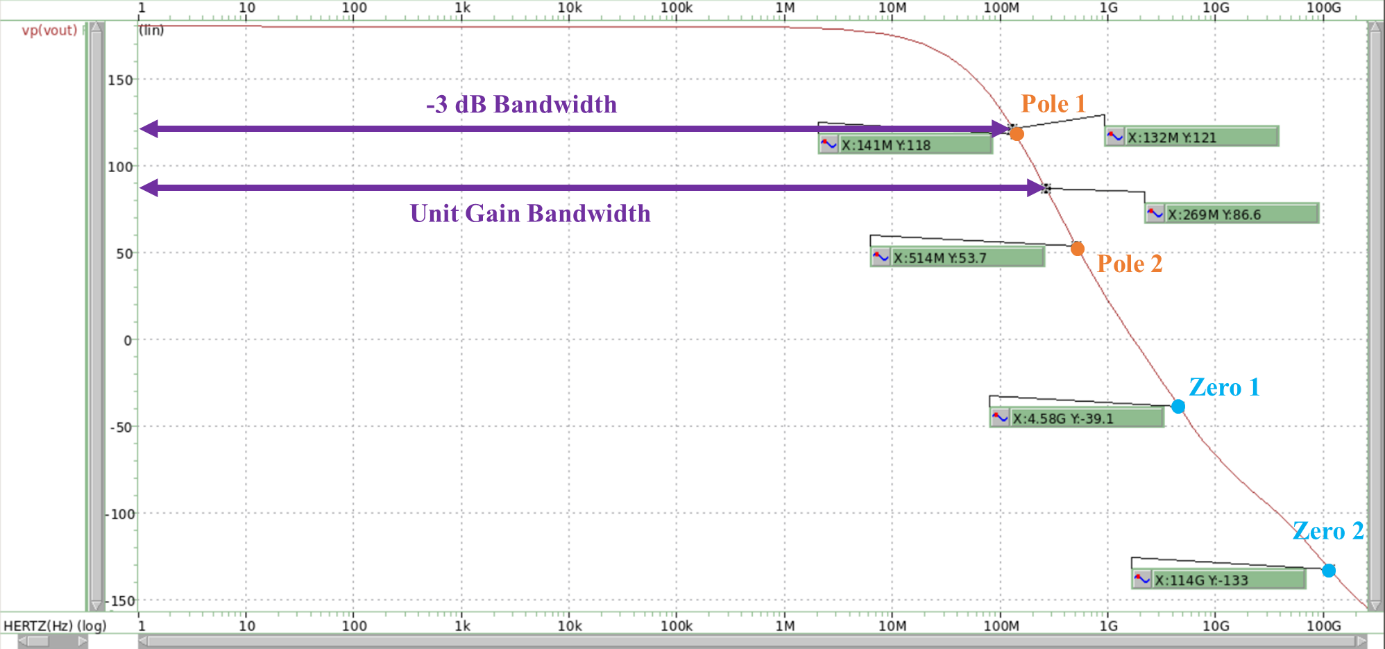 1 10 100 1k 10k 100k 1M 10M 100M 1G 10G 100G
vp(vout)
(lin)
150
-3 dB Bandwidth
Pole 1
X:132M Y:121
X:141M Y:118
100
Unit Gain Bandwidth
X:269M Y:86.6
50
X:514M Y:53.7
Pole 2
0
Zero 1
X:4.58G Y:-39.1
-50
-100
Zero 2
X:114G Y:-133
-150
HERTZ(Hz) (log)
1 10 100 1k 10k 100k 1M 10M 100M 1G 10G 100G